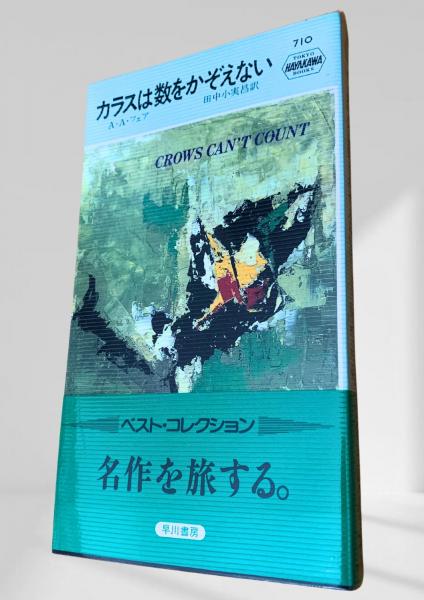 710
TOKYO
HAYAKAWA
BOOKS
カラスは数をかぞえない
A・A・フェア
田中小実昌訳
CROWS CAN'T COUNT
ベスト・コレクション
名作を旅する。
早川書房